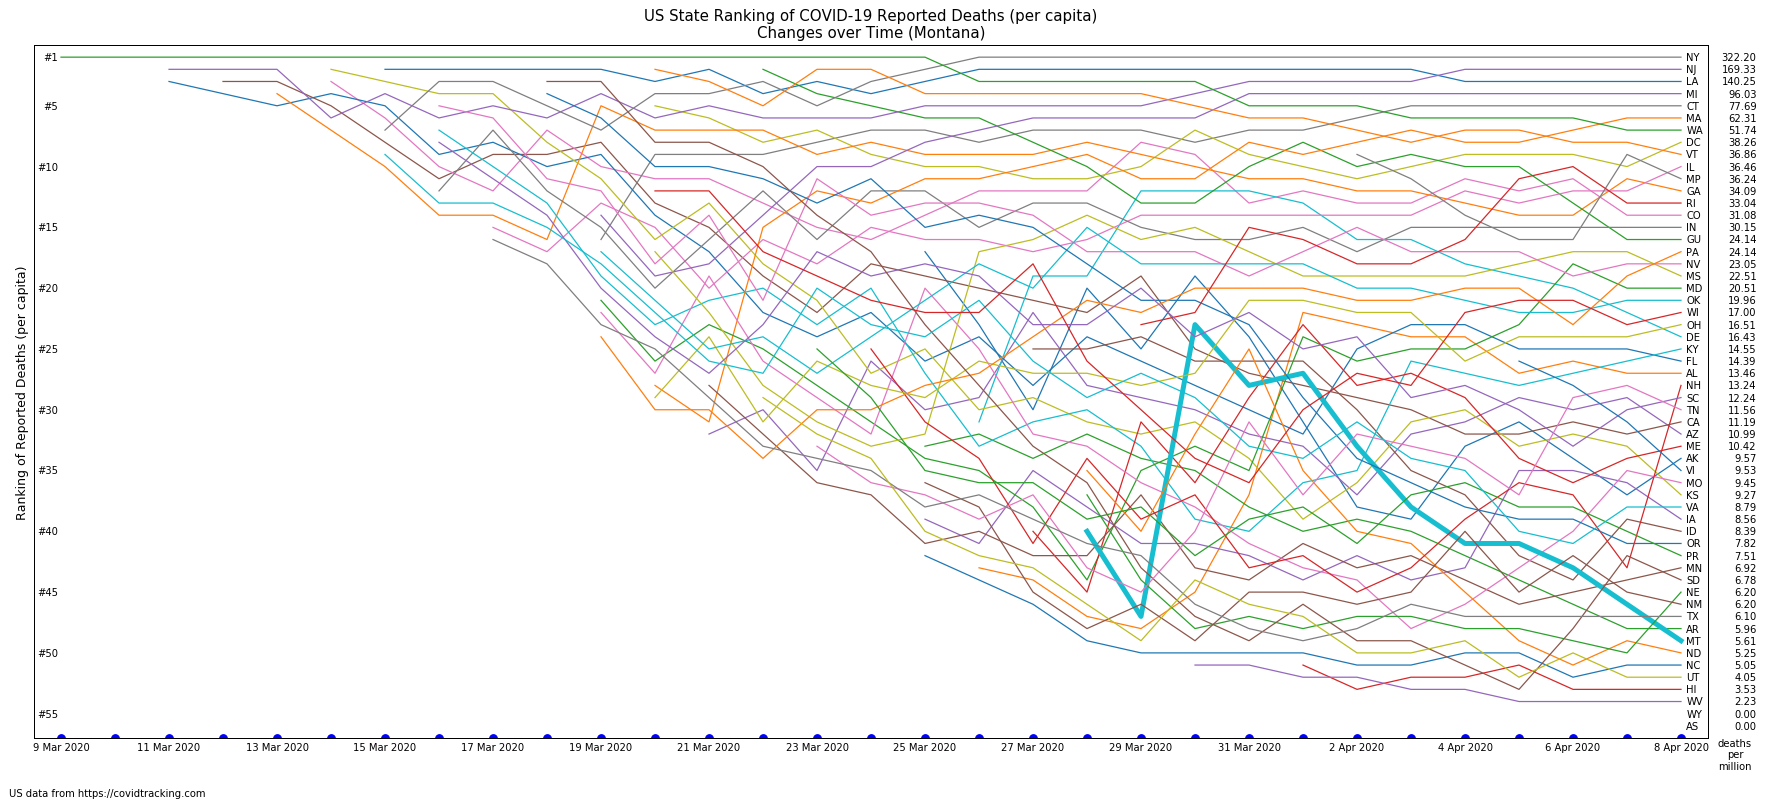 US State Ranking of COVID-19 Reported Deaths (per capita)
Changes over Time (Montana)
Ranking of Reported Deaths (per capita)
#1
#5
#10
#15
#20
#25
#30
#35
#40
#45
#50
#55
NY 322.20
NJ 169.33
LA 140.25
MI 96.03
CT 77.69
MA 62.31
WA 51.74
DC 38.26
VT 36.86
IL 36.46
MP 36.24
GA 34.09
RI 33.04
CO 31.08
IN 30.15
GU 24.14
PA 24.14
NV 23.05
MS 22.51
MD 20.51
OK 19.96
WI 17.00
OH 16.51
DE 16.43
KY 14.55
FL 14.39
AL 13.46
NH 13.24
SC 12.24
TN 11.56
CA 11.19
AZ 10.99
ME 10.42
AK 9.57
VI 9.53
MO 9.45
KS 9.27
VA 8.79
IA 8.56
ID 8.39
OR 7.82
PR 7.51
MN 6.92
SD 6.78
NE 6.20
NM 6.20
TX 6.10
AR 5.96
MT 5.61
ND 5.25
NC 5.05
UT 4.05
HI 3.53
WV 2.23
WY 0.00
AS 0.00
9 Mar 2020 11 Mar 2020 13 Mar 2020 15 Mar 2020 17 Mar 2020 19 Mar 2020 21 Mar 2020 23 Mar 2020 25 Mar 2020 27 Mar 2020 29 Mar 2020 31 Mar 2020 2 Apr 2020 4 Apr 2020 6 Apr 2020 8 Apr 2020
deaths
per
million
US data from https://covidtracking.com